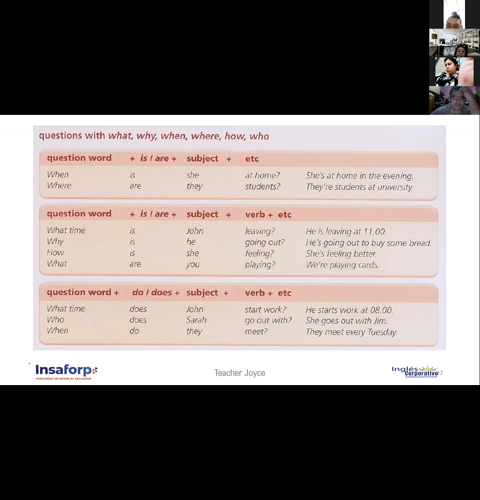 questions with what, why, when, where, how, who
question word + is / are + subject + etc
When is she at home? She's at home in the evening.
Where are they students? They're students at university.
question word + is / are + subject + verb + etc
What time is John leaving? He is leaving at 11.00.
Why is he going out? He's going out to buy some bread.
How is she feeling? She's feeling better.
What are you playing? We're playing cards.
question word + do / does + subject + verb + etc
What time does John start work? He starts work at 08.00.
Who does Sarah go out with? She goes out with Jim.
When do they meet? They meet every Tuesday.
Insaforp
Teacher Joyce
Inglés
Corporativo